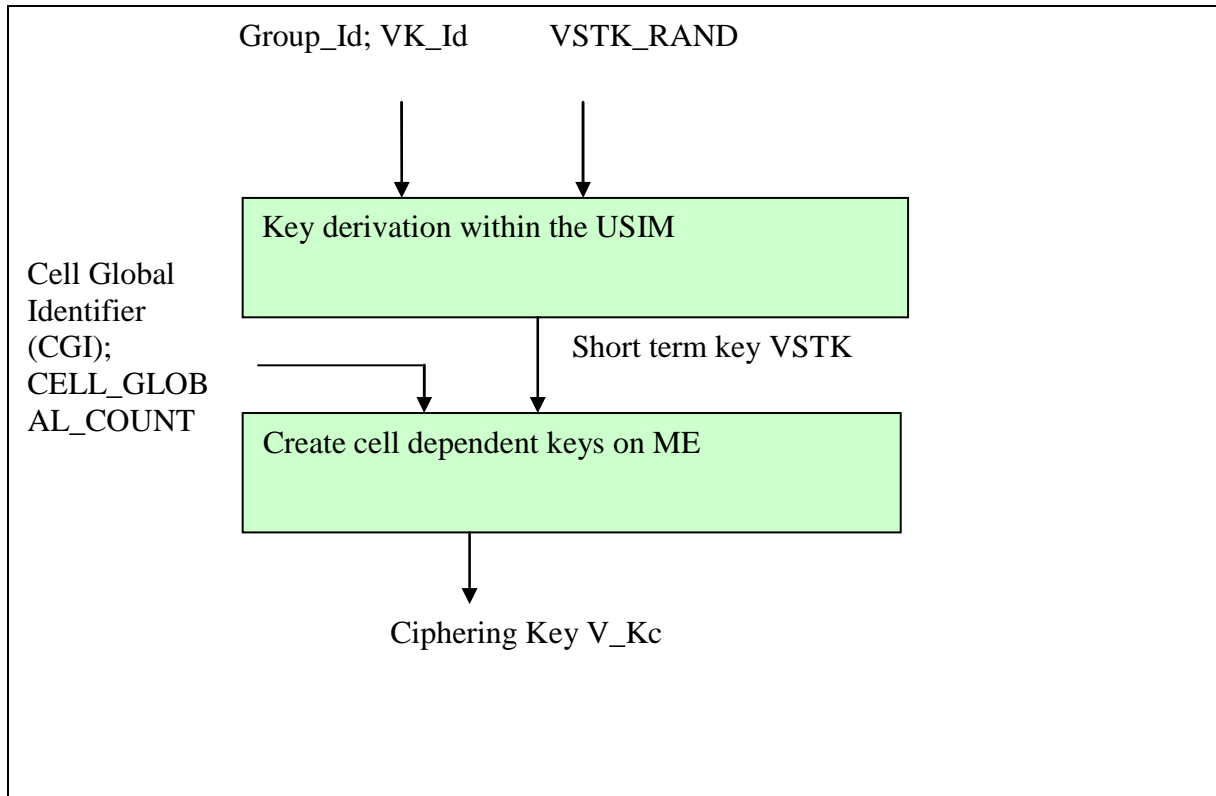 Group_Id; VK_Id VSTK_RAND
Key derivation within the USIM
Cell Global
Identifier
(CGI);
CELL_GLOB
AL_COUNT
Short term key VSTK
Create cell dependent keys on ME
Ciphering Key V_Kc